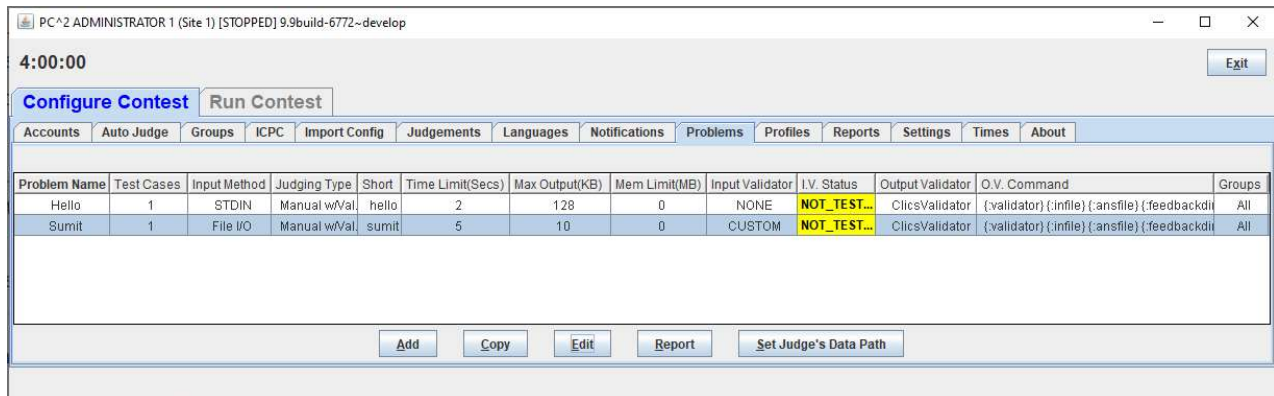 PC^2 ADMINISTRATOR 1 (Site 1) [STOPPED] 9.9build-6772~develop
4:00:00
Exit
Configure Contest Run Contest
Accounts Auto Judge Groups ICPC Import Config Judgements Languages Notifications Problems Profiles Reports Settings Times About
Problem Name Test Cases Input Method Judging Type Short Time Limit(Secs) Max Output(KB) Mem Limit(MB) Input Validator I.V. Status Output Validator O.V. Command Groups
Hello 1 STDIN Manual w/Val. hello 2 128 0 NONE NOT_TEST... ClicsValidator {:validator} {:infile} {:ansfile} {:feedbackdir All
Sumit 1 File I/O Manual w/Val. sumit 5 10 0 CUSTOM NOT_TEST... ClicsValidator {:validator} {:infile} {:ansfile} {:feedbackdir All
Add Copy Edit Report Set Judge's Data Path